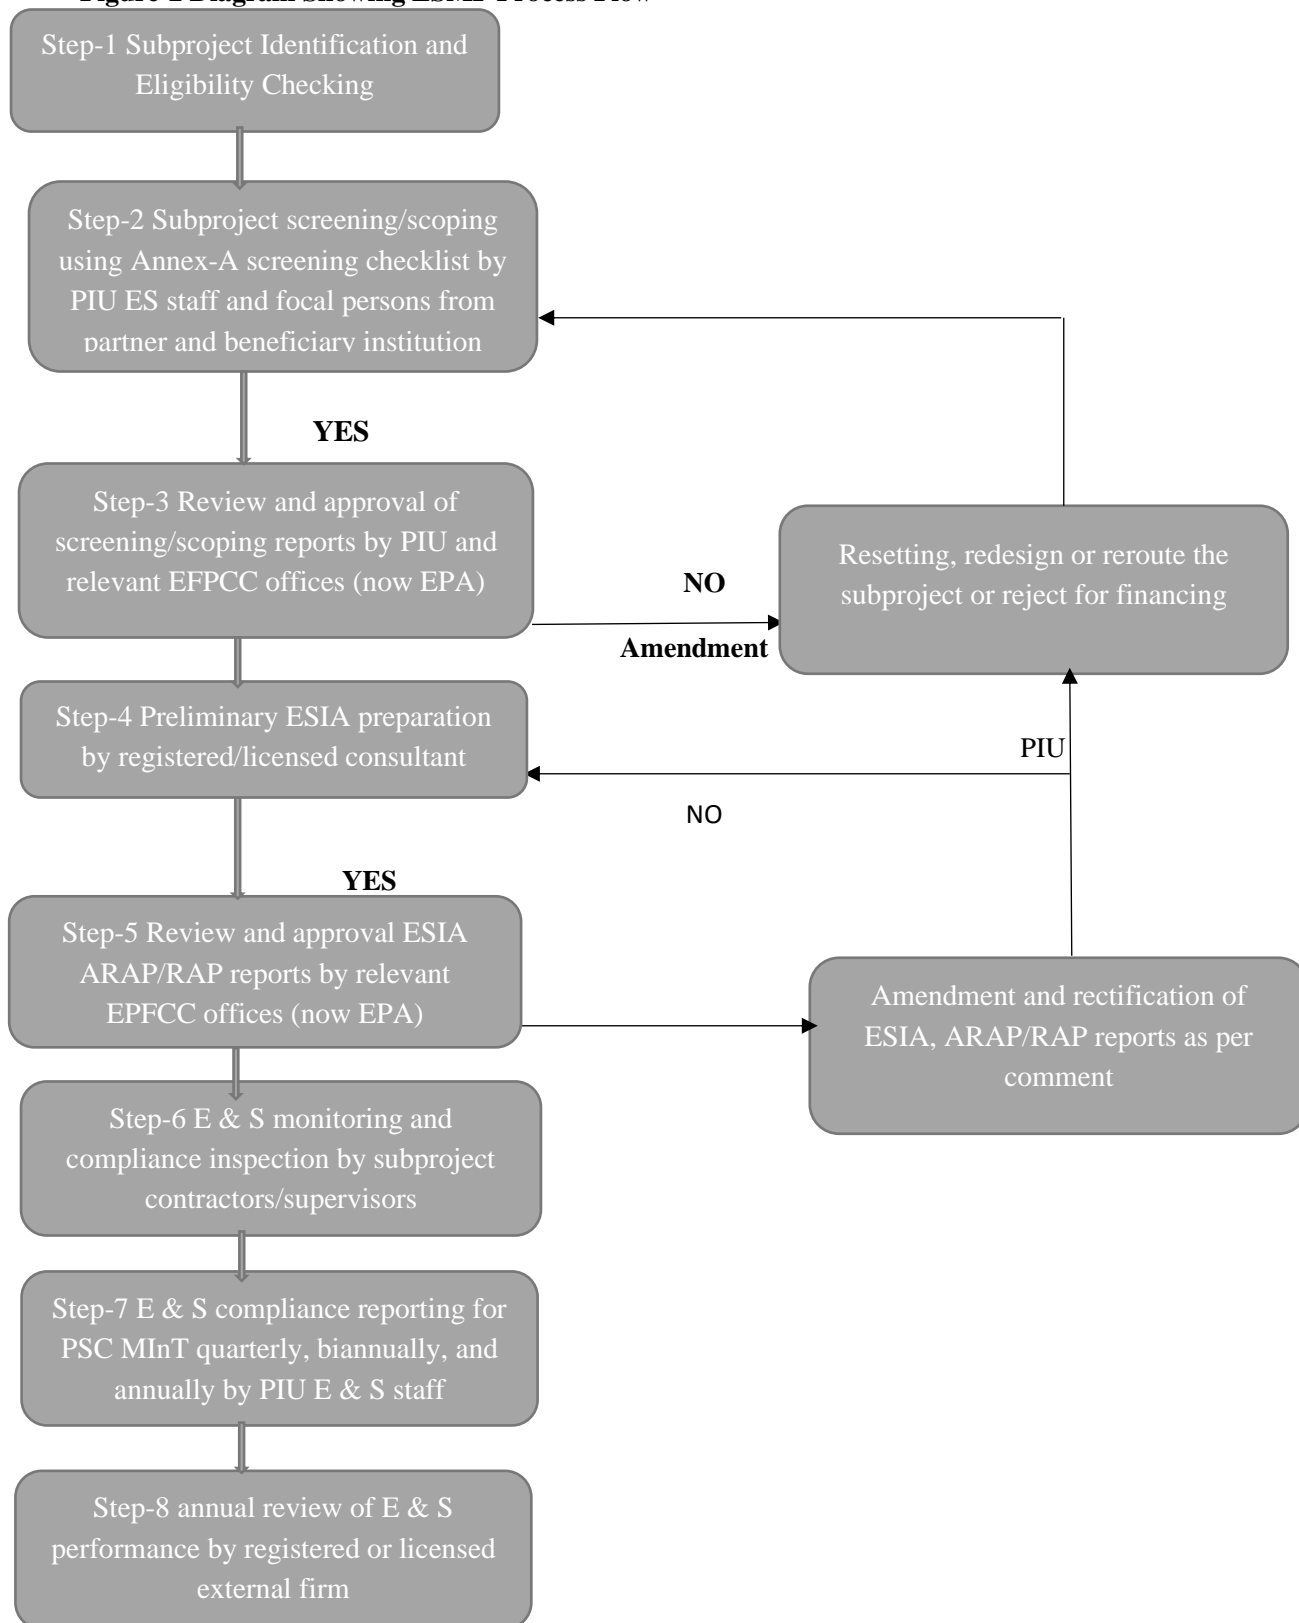 Step-1 Subproject Identification and
Eligibility Checking
Step-2 Subproject screening/scoping
using Annex-A screening checklist by
PIU ES staff and focal persons from
partner and beneficiary institution
YES
Step-3 Review and approval of
screening/scoping reports by PIU and
relevant EFPCC offices (now EPA)
NO
Amendment
Resetting, redesign or reroute the
subproject or reject for financing
Step-4 Preliminary ESIA preparation
by registered/licensed consultant
PIU
NO
YES
Step-5 Review and approval ESIA
ARAP/RAP reports by relevant
EPFCC offices (now EPA)
Amendment and rectification of
ESIA, ARAP/RAP reports as per
comment
Step-6 E & S monitoring and
compliance inspection by subproject
contractors/supervisors
Step-7 E & S compliance reporting for
PSC MInT quarterly, biannually, and
annually by PIU E & S staff
Step-8 annual review of E & S
performance by registered or licensed
external firm